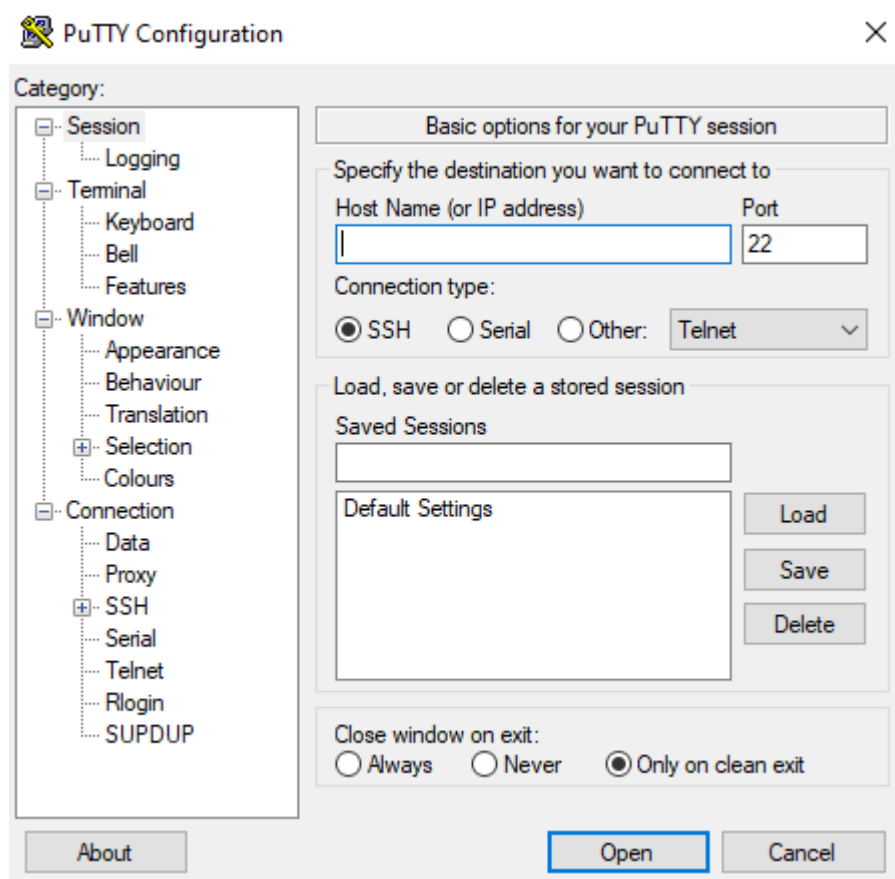 PuTTY Configuration
Category:
Session
Logging
Terminal
Keyboard
Bell
Features
Window
Appearance
Behaviour
Translation
Selection
Colours
Connection
Data
Proxy
SSH
Serial
Telnet
Rlogin
SUPDUP
Basic options for your PuTTY session
Specify the destination you want to connect to
Host Name (or IP address) Port
22
Connection type:
SSH Serial Other: Telnet
Load, save or delete a stored session
Saved Sessions
Default Settings
Load
Save
Delete
Close window on exit:
Always Never Only on clean exit
About Open Cancel